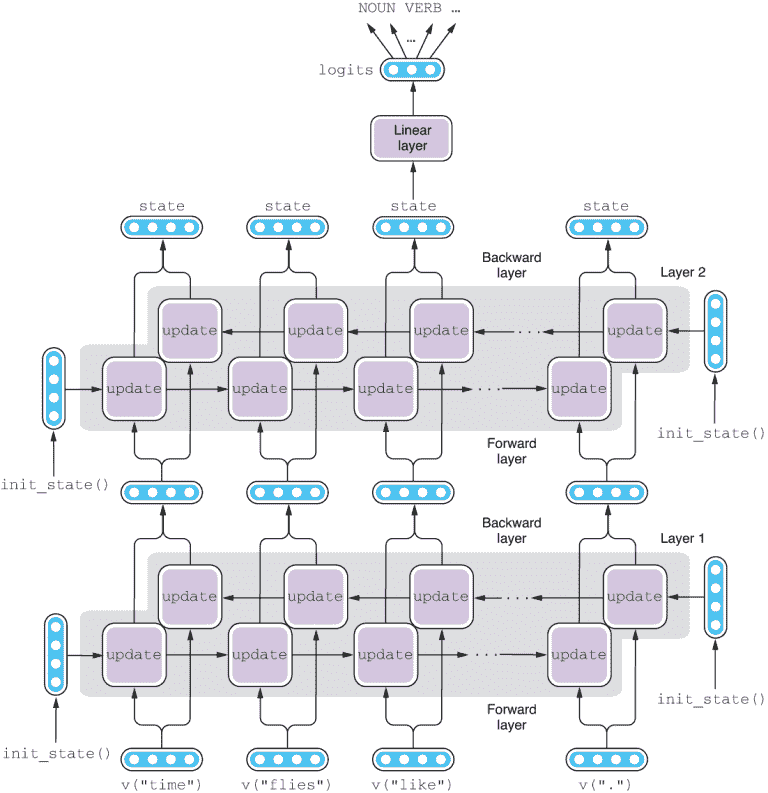 NOUN VERB …
…
logits
Linear
layer
state state state state
Backward
layer
Layer 2
update update update update
update update update ... update
init_state() init_state()
Forward
layer
Backward
layer
Layer 1
update update update ... update
update update update ... update
init_state() init_state()
Forward
layer
v("time") v("flies") v("like") v(".")